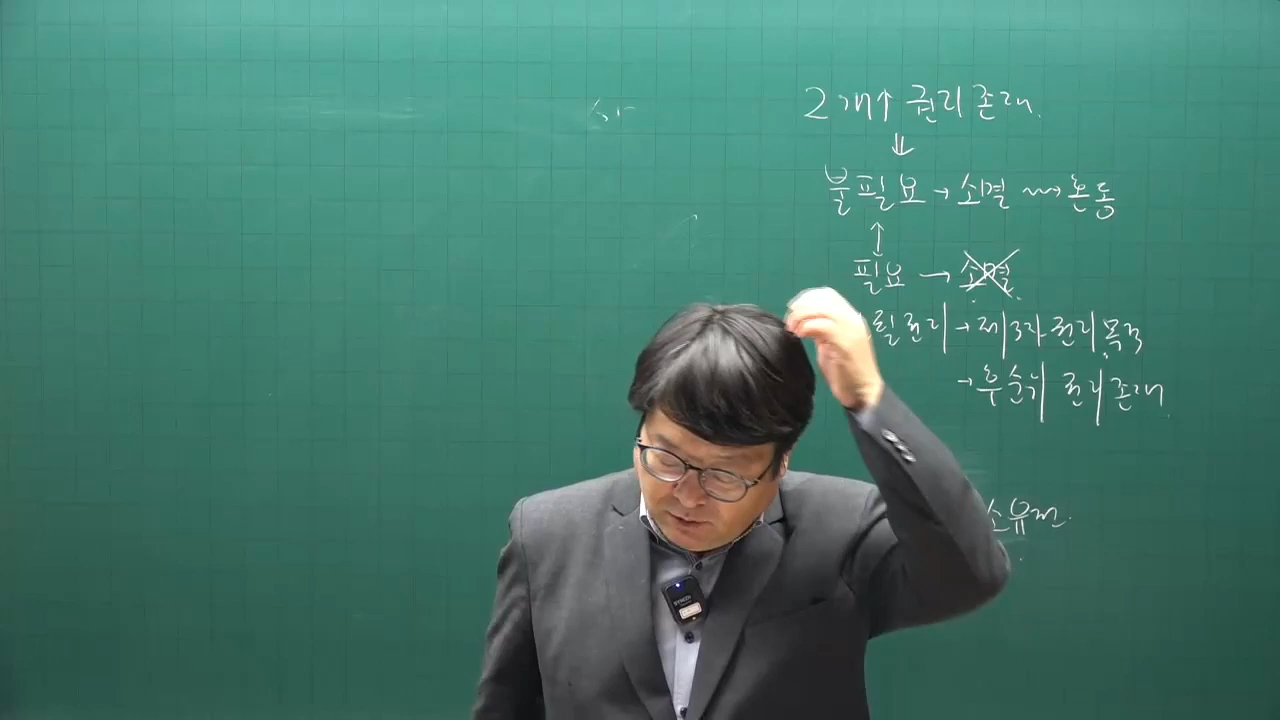 2개↑ 권리 존재.
⇓
불필요 → 소멸 ⇝ 혼동
↑
필요 → 소멸
권리 → 제3자 권리 목적
→ 후순위 권리 존재.
소유권.